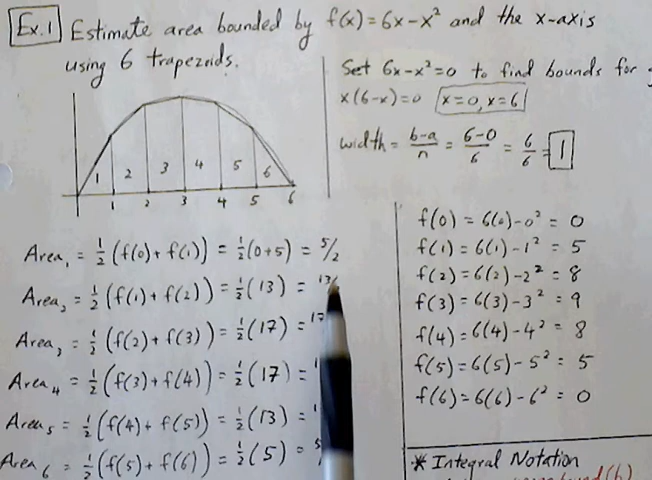 Ex.1 Estimate area bounded by f(x)=6x-x² and the x-axis
using 6 trapezoids.
Set 6x-x²=0 to find bounds for
x(6-x)=0 x=0, x=6
width = b-a/n = 6-0/6 = 6/6 = 1
1 2 3 4 5 6
1 2 3 4 5 6
Area₁ = ½(f(0)+f(1)) = ½(0+5) = 5/2
Area₂ = ½(f(1)+f(2)) = ½(13) = 13/
Area₃ = ½(f(2)+f(3)) = ½(17) = 17
Area₄ = ½(f(3)+f(4)) = ½(17) = 1
Area₅ = ½(f(4)+f(5)) = ½(13) = 1
Area₆ = ½(f(5)+f(6)) = ½(5) = 5
f(0) = 6(0)-0² = 0
f(1) = 6(1)-1² = 5
f(2) = 6(2)-2² = 8
f(3) = 6(3)-3² = 9
f(4) = 6(4)-4² = 8
f(5) = 6(5)-5² = 5
f(6) = 6(6)-6² = 0
* Integral Notation